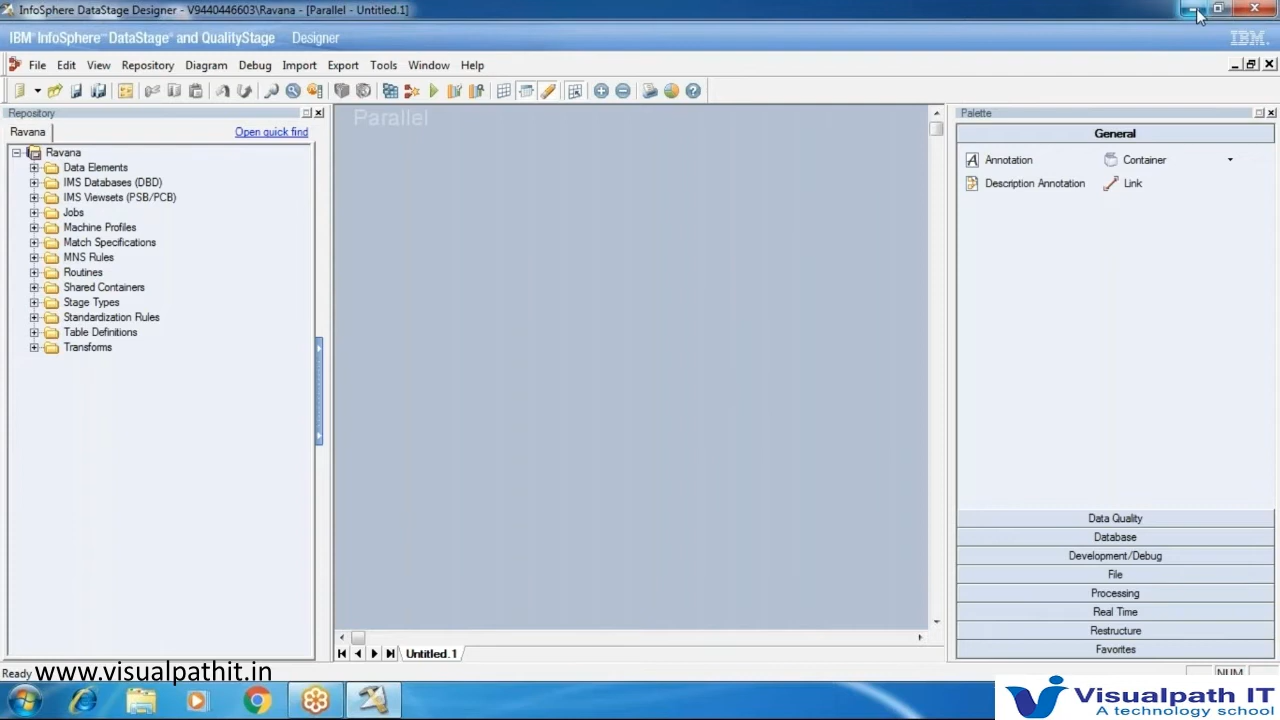 InfoSphere DataStage Designer - V9440446603\Ravana - [Parallel - Untitled.1]
IBM® InfoSphere™ DataStage® and QualityStage Designer
IBM.
File Edit View Repository Diagram Debug Import Export Tools Window Help
Repository
Ravana Open quick find
Ravana
Data Elements
IMS Databases (DBD)
IMS Viewsets (PSB/PCB)
Jobs
Machine Profiles
Match Specifications
MNS Rules
Routines
Shared Containers
Stage Types
Standardization Rules
Table Definitions
Transforms
Parallel
Untitled.1
Palette
General
Annotation Container
Description Annotation Link
Data Quality
Database
Development/Debug
File
Processing
Real Time
Restructure
Favorites
Ready
NUM
www.visualpathit.in
Visualpath IT
A technology school